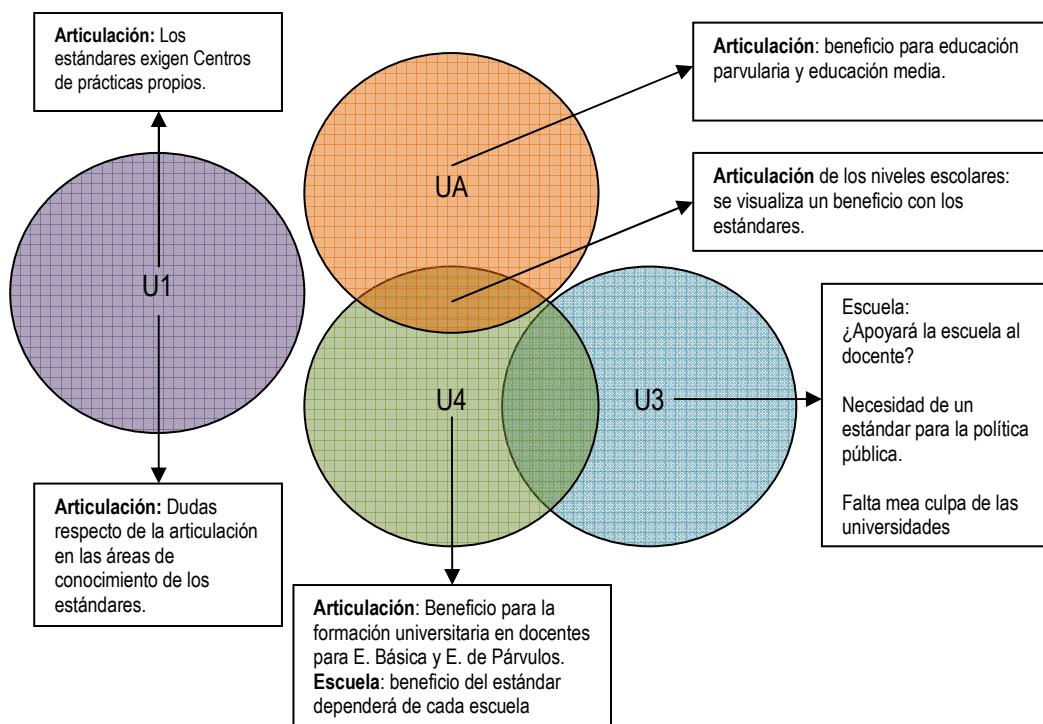 Articulación: Los
estándares exigen Centros
de prácticas propios.
Articulación: beneficio para educación
parvularia y educación media.
UA
Articulación de los niveles escolares:
se visualiza un beneficio con los
estándares.
U1
U4
U3
Escuela:
¿Apoyará la escuela al
docente?
Necesidad de un
estándar para la política
pública.
Falta mea culpa de las
universidades
Articulación: Dudas
respecto de la articulación
en las áreas de
conocimiento de los
estándares.
Articulación: Beneficio para la
formación universitaria en docentes
para E. Básica y E. de Párvulos.
Escuela: beneficio del estándar
dependerá de cada escuela